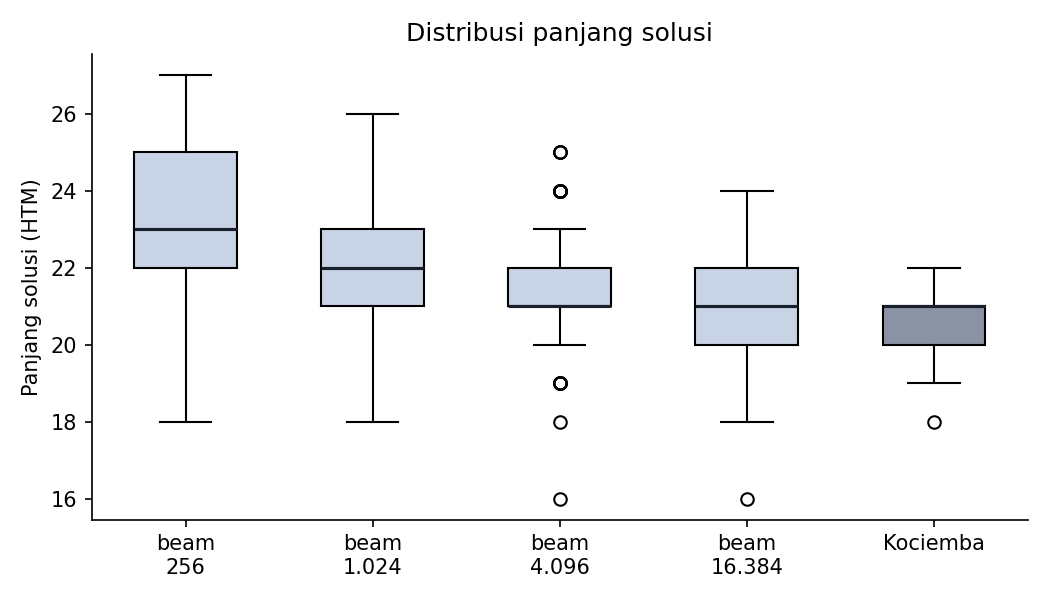 Distribusi panjang solusi
Panjang solusi (HTM)
26
24
22
20
18
16
beam
256
beam
1.024
beam
4.096
beam
16.384
Kociemba